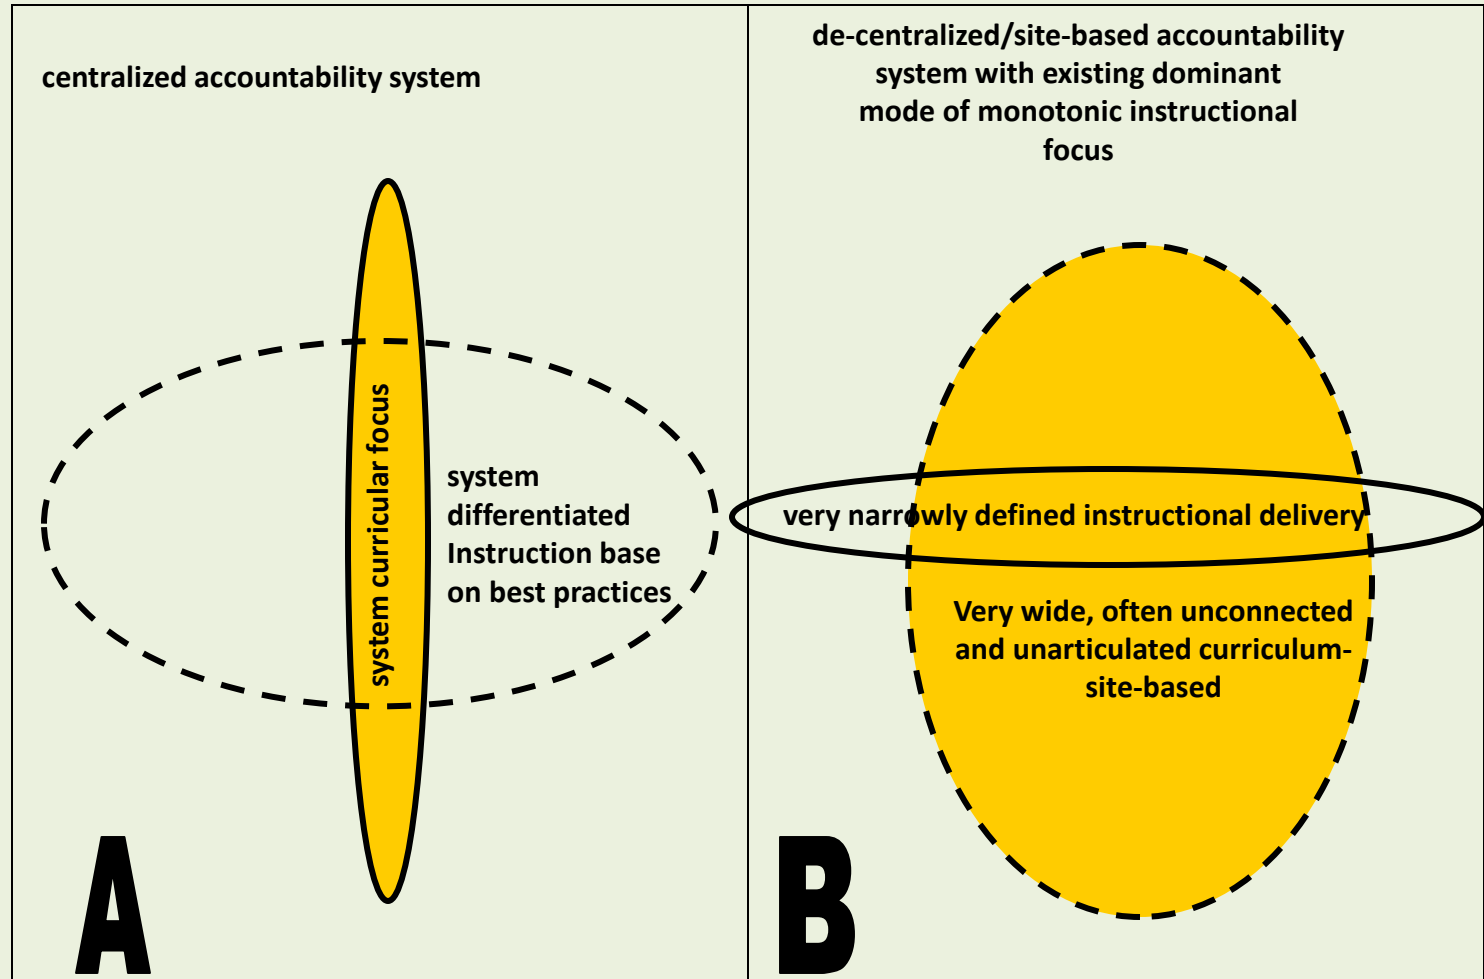 centralized accountability system
system curricular focus
system
differentiated
Instruction base
on best practices
A
de-centralized/site-based accountability
system with existing dominant
mode of monotonic instructional
focus
very narrowly defined instructional delivery
Very wide, often unconnected
and unarticulated curriculum-
site-based
B